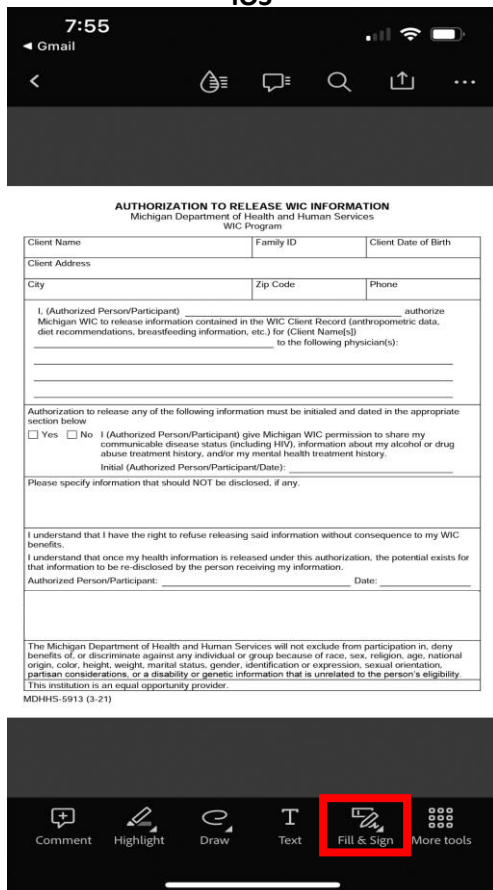 iOS
7:55
◄ Gmail
AUTHORIZATION TO RELEASE WIC INFORMATION
Michigan Department of Health and Human Services
WIC Program
Client Name Family ID Client Date of Birth
Client Address
City Zip Code Phone
I, (Authorized Person/Participant) authorize
Michigan WIC to release information contained in the WIC Client Record (anthropometric data,
diet recommendations, breastfeeding information, etc.) for (Client Name[s])
to the following physician(s):
Authorization to release any of the following information must be initialed and dated in the appropriate
section below
Yes No I (Authorized Person/Participant) give Michigan WIC permission to share my
communicable disease status (including HIV), information about my alcohol or drug
abuse treatment history, and/or my mental health treatment history.
Initial (Authorized Person/Participant/Date):
Please specify information that should NOT be disclosed, if any.
I understand that I have the right to refuse releasing said information without consequence to my WIC
benefits.
I understand that once my health information is released under this authorization, the potential exists for
that information to be re-disclosed by the person receiving my information.
Authorized Person/Participant: Date:
The Michigan Department of Health and Human Services will not exclude from participation in, deny
benefits of, or discriminate against any individual or group because of race, sex, religion, age, national
origin, color, height, weight, marital status, gender, identification or expression, sexual orientation,
partisan considerations, or a disability or genetic information that is unrelated to the person's eligibility.
This institution is an equal opportunity provider.
MDHHS-5913 (3-21)
Comment Highlight Draw Text Fill & Sign More tools